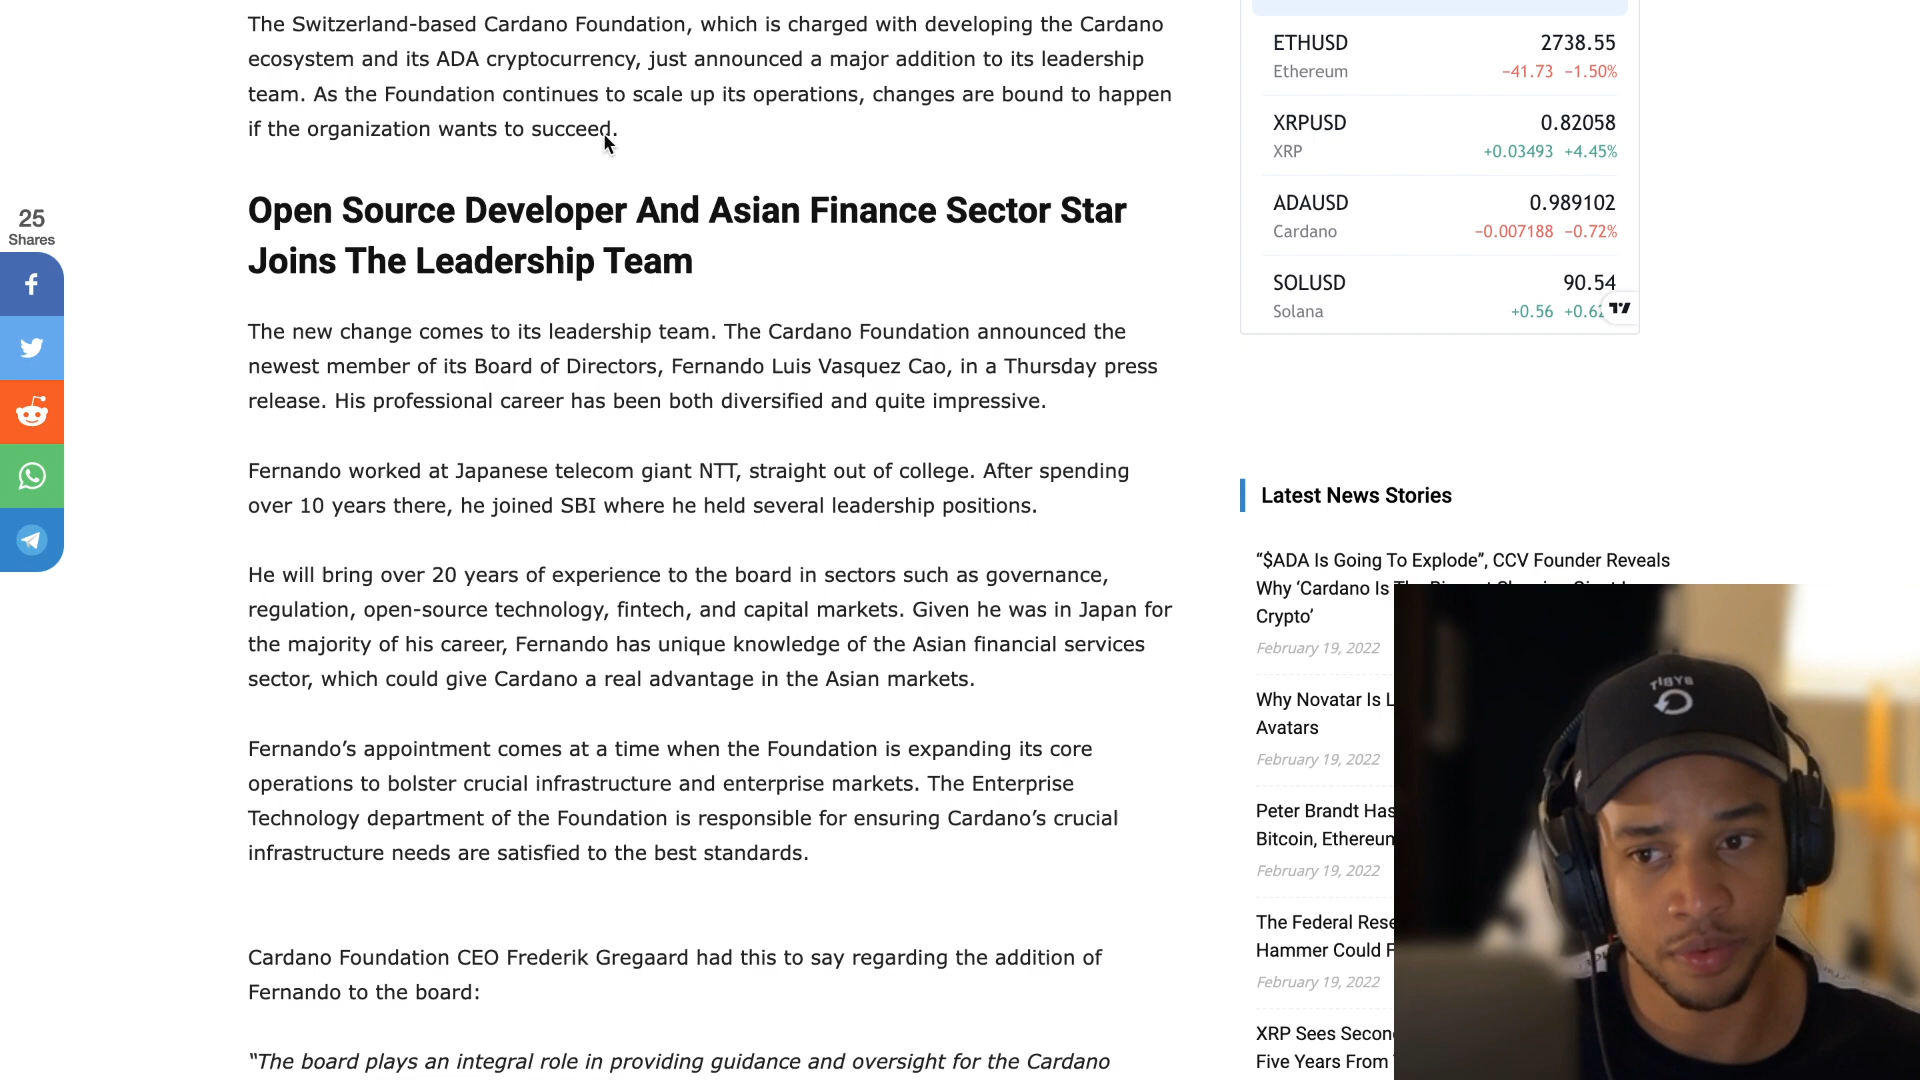 The Switzerland-based Cardano Foundation, which is charged with developing the Cardano
ecosystem and its ADA cryptocurrency, just announced a major addition to its leadership
team. As the Foundation continues to scale up its operations, changes are bound to happen
if the organization wants to succeed.
Open Source Developer And Asian Finance Sector Star
Joins The Leadership Team
The new change comes to its leadership team. The Cardano Foundation announced the
newest member of its Board of Directors, Fernando Luis Vasquez Cao, in a Thursday press
release. His professional career has been both diversified and quite impressive.
Fernando worked at Japanese telecom giant NTT, straight out of college. After spending
over 10 years there, he joined SBI where he held several leadership positions.
He will bring over 20 years of experience to the board in sectors such as governance,
regulation, open-source technology, fintech, and capital markets. Given he was in Japan for
the majority of his career, Fernando has unique knowledge of the Asian financial services
sector, which could give Cardano a real advantage in the Asian markets.
Fernando’s appointment comes at a time when the Foundation is expanding its core
operations to bolster crucial infrastructure and enterprise markets. The Enterprise
Technology department of the Foundation is responsible for ensuring Cardano’s crucial
infrastructure needs are satisfied to the best standards.
Cardano Foundation CEO Frederik Gregaard had this to say regarding the addition of
Fernando to the board:
“The board plays an integral role in providing guidance and oversight for the Cardano
25
Shares
ETHUSD 2738.55
Ethereum −41.73 −1.50%
XRPUSD 0.82058
XRP +0.03493 +4.45%
ADAUSD 0.989102
Cardano −0.007188 −0.72%
SOLUSD 90.54
Solana +0.56 +0.62
Latest News Stories
“$ADA Is Going To Explode”, CCV Founder Reveals
Why ‘Cardano Is The Biggest Sleeping Giant In
Crypto’
February 19, 2022
Why Novatar Is L
Avatars
February 19, 2022
Peter Brandt Has
Bitcoin, Ethereun
February 19, 2022
The Federal Rese
Hammer Could F
February 19, 2022
XRP Sees Secon
Five Years From